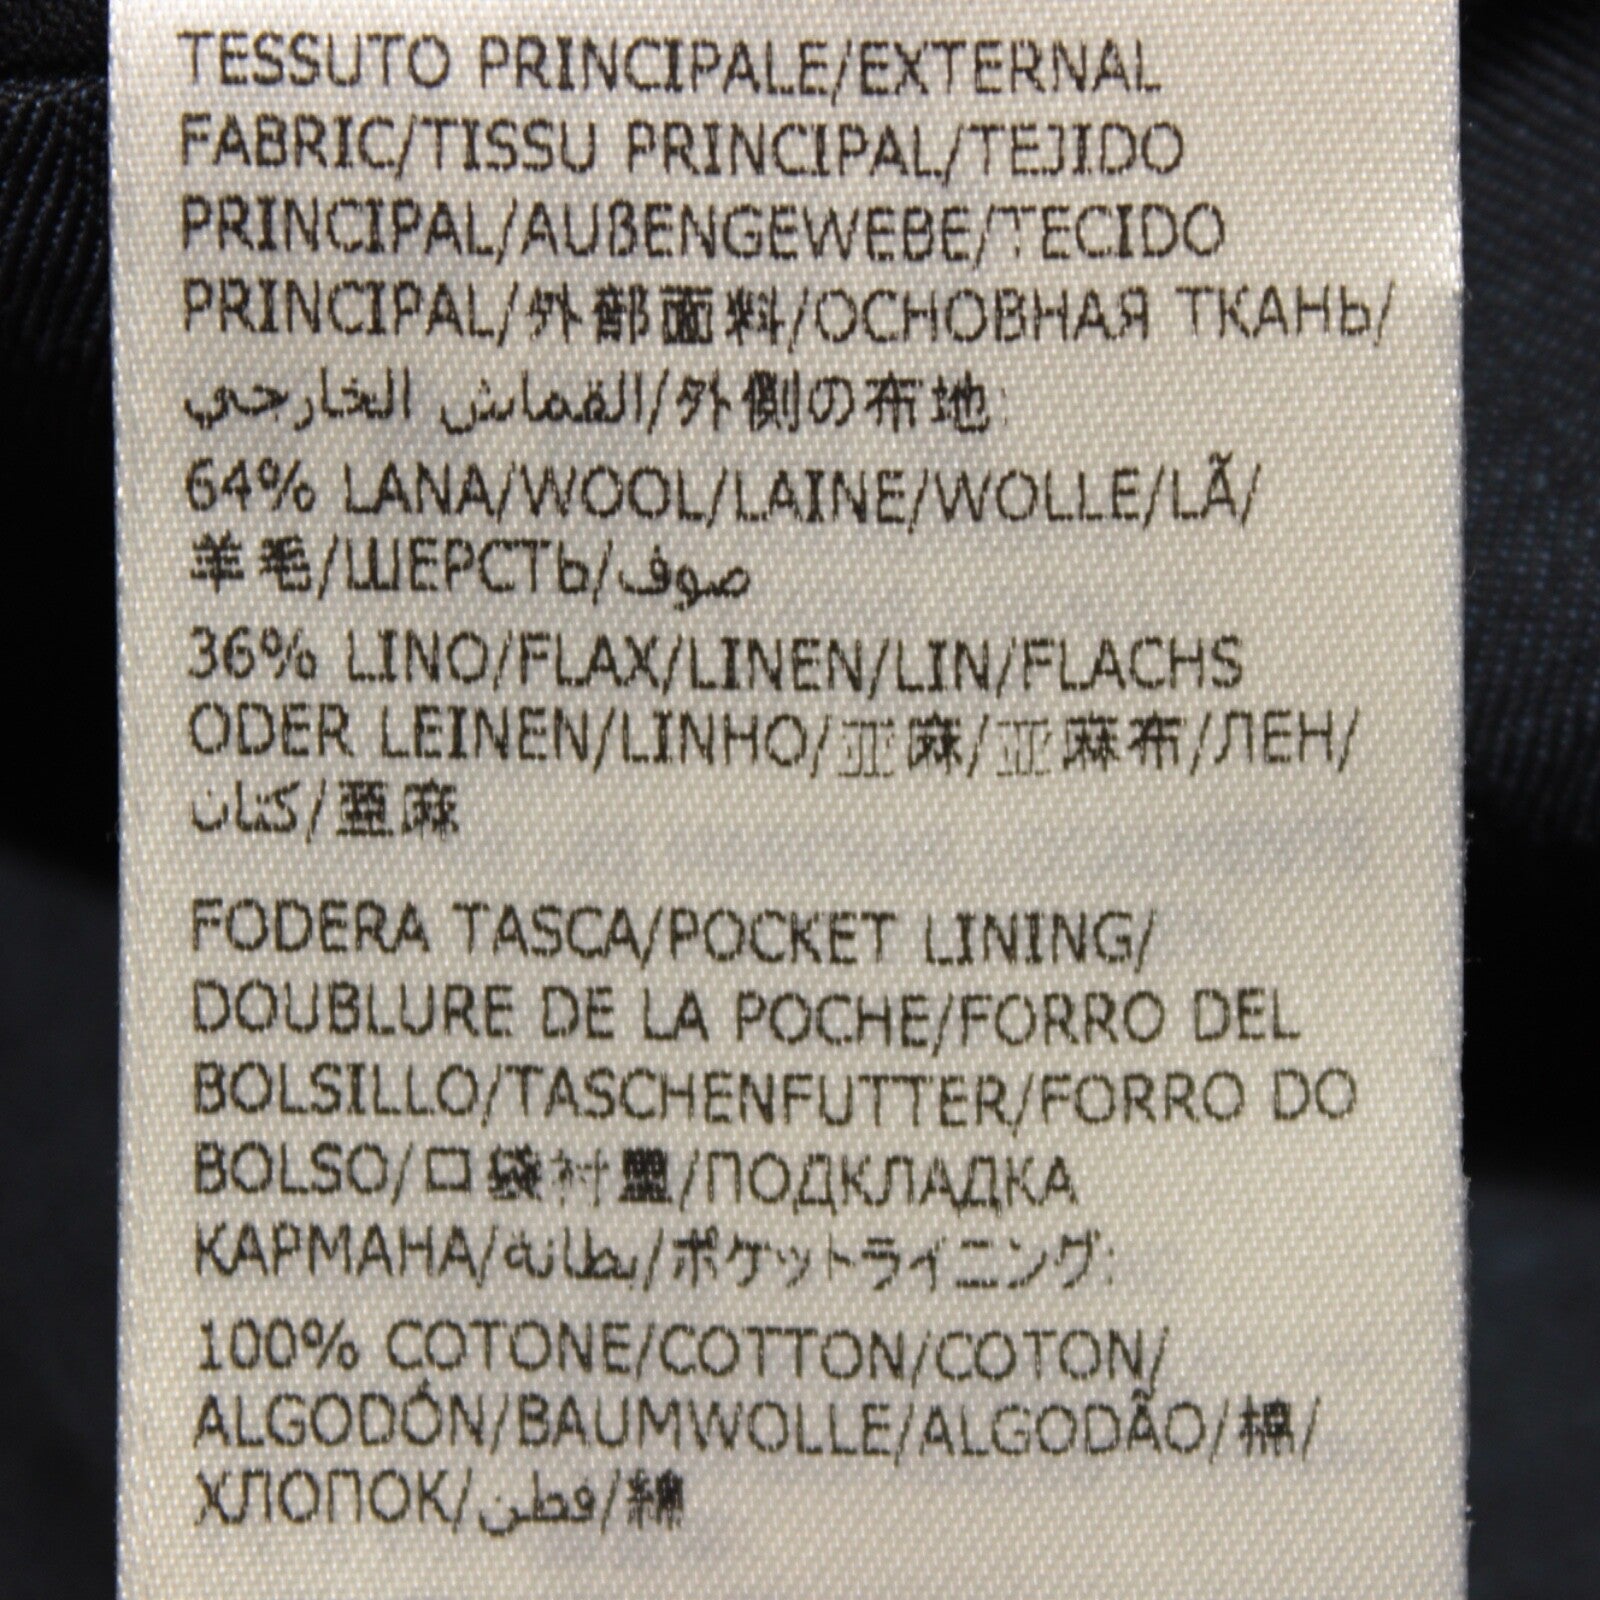 TESSUTO PRINCIPALE/EXTERNAL
FABRIC/TISSU PRINCIPAL/TEJIDO
PRINCIPAL/AUßENGEWEBE/TECIDO
PRINCIPAL/外部面料/ОСНОВНАЯ ТКАНЬ/
القماش الخارجي/外側の布地:
64% LANA/WOOL/LAINE/WOLLE/LÃ/
羊毛/ШЕРСТЬ/صوف
36% LINO/FLAX/LINEN/LIN/FLACHS
ODER LEINEN/LINHO/亚麻/亚麻布/ЛЕН/
كتان/亜麻
FODERA TASCA/POCKET LINING/
DOUBLURE DE LA POCHE/FORRO DEL
BOLSILLO/TASCHENFUTTER/FORRO DO
BOLSO/口袋衬里/ПОДКЛАДКА
КАРМАНА/بطانة/ポケットライニング:
100% COTONE/COTTON/COTON/
ALGODÓN/BAUMWOLLE/ALGODÃO/棉/
ХЛОПОК/قطن/綿